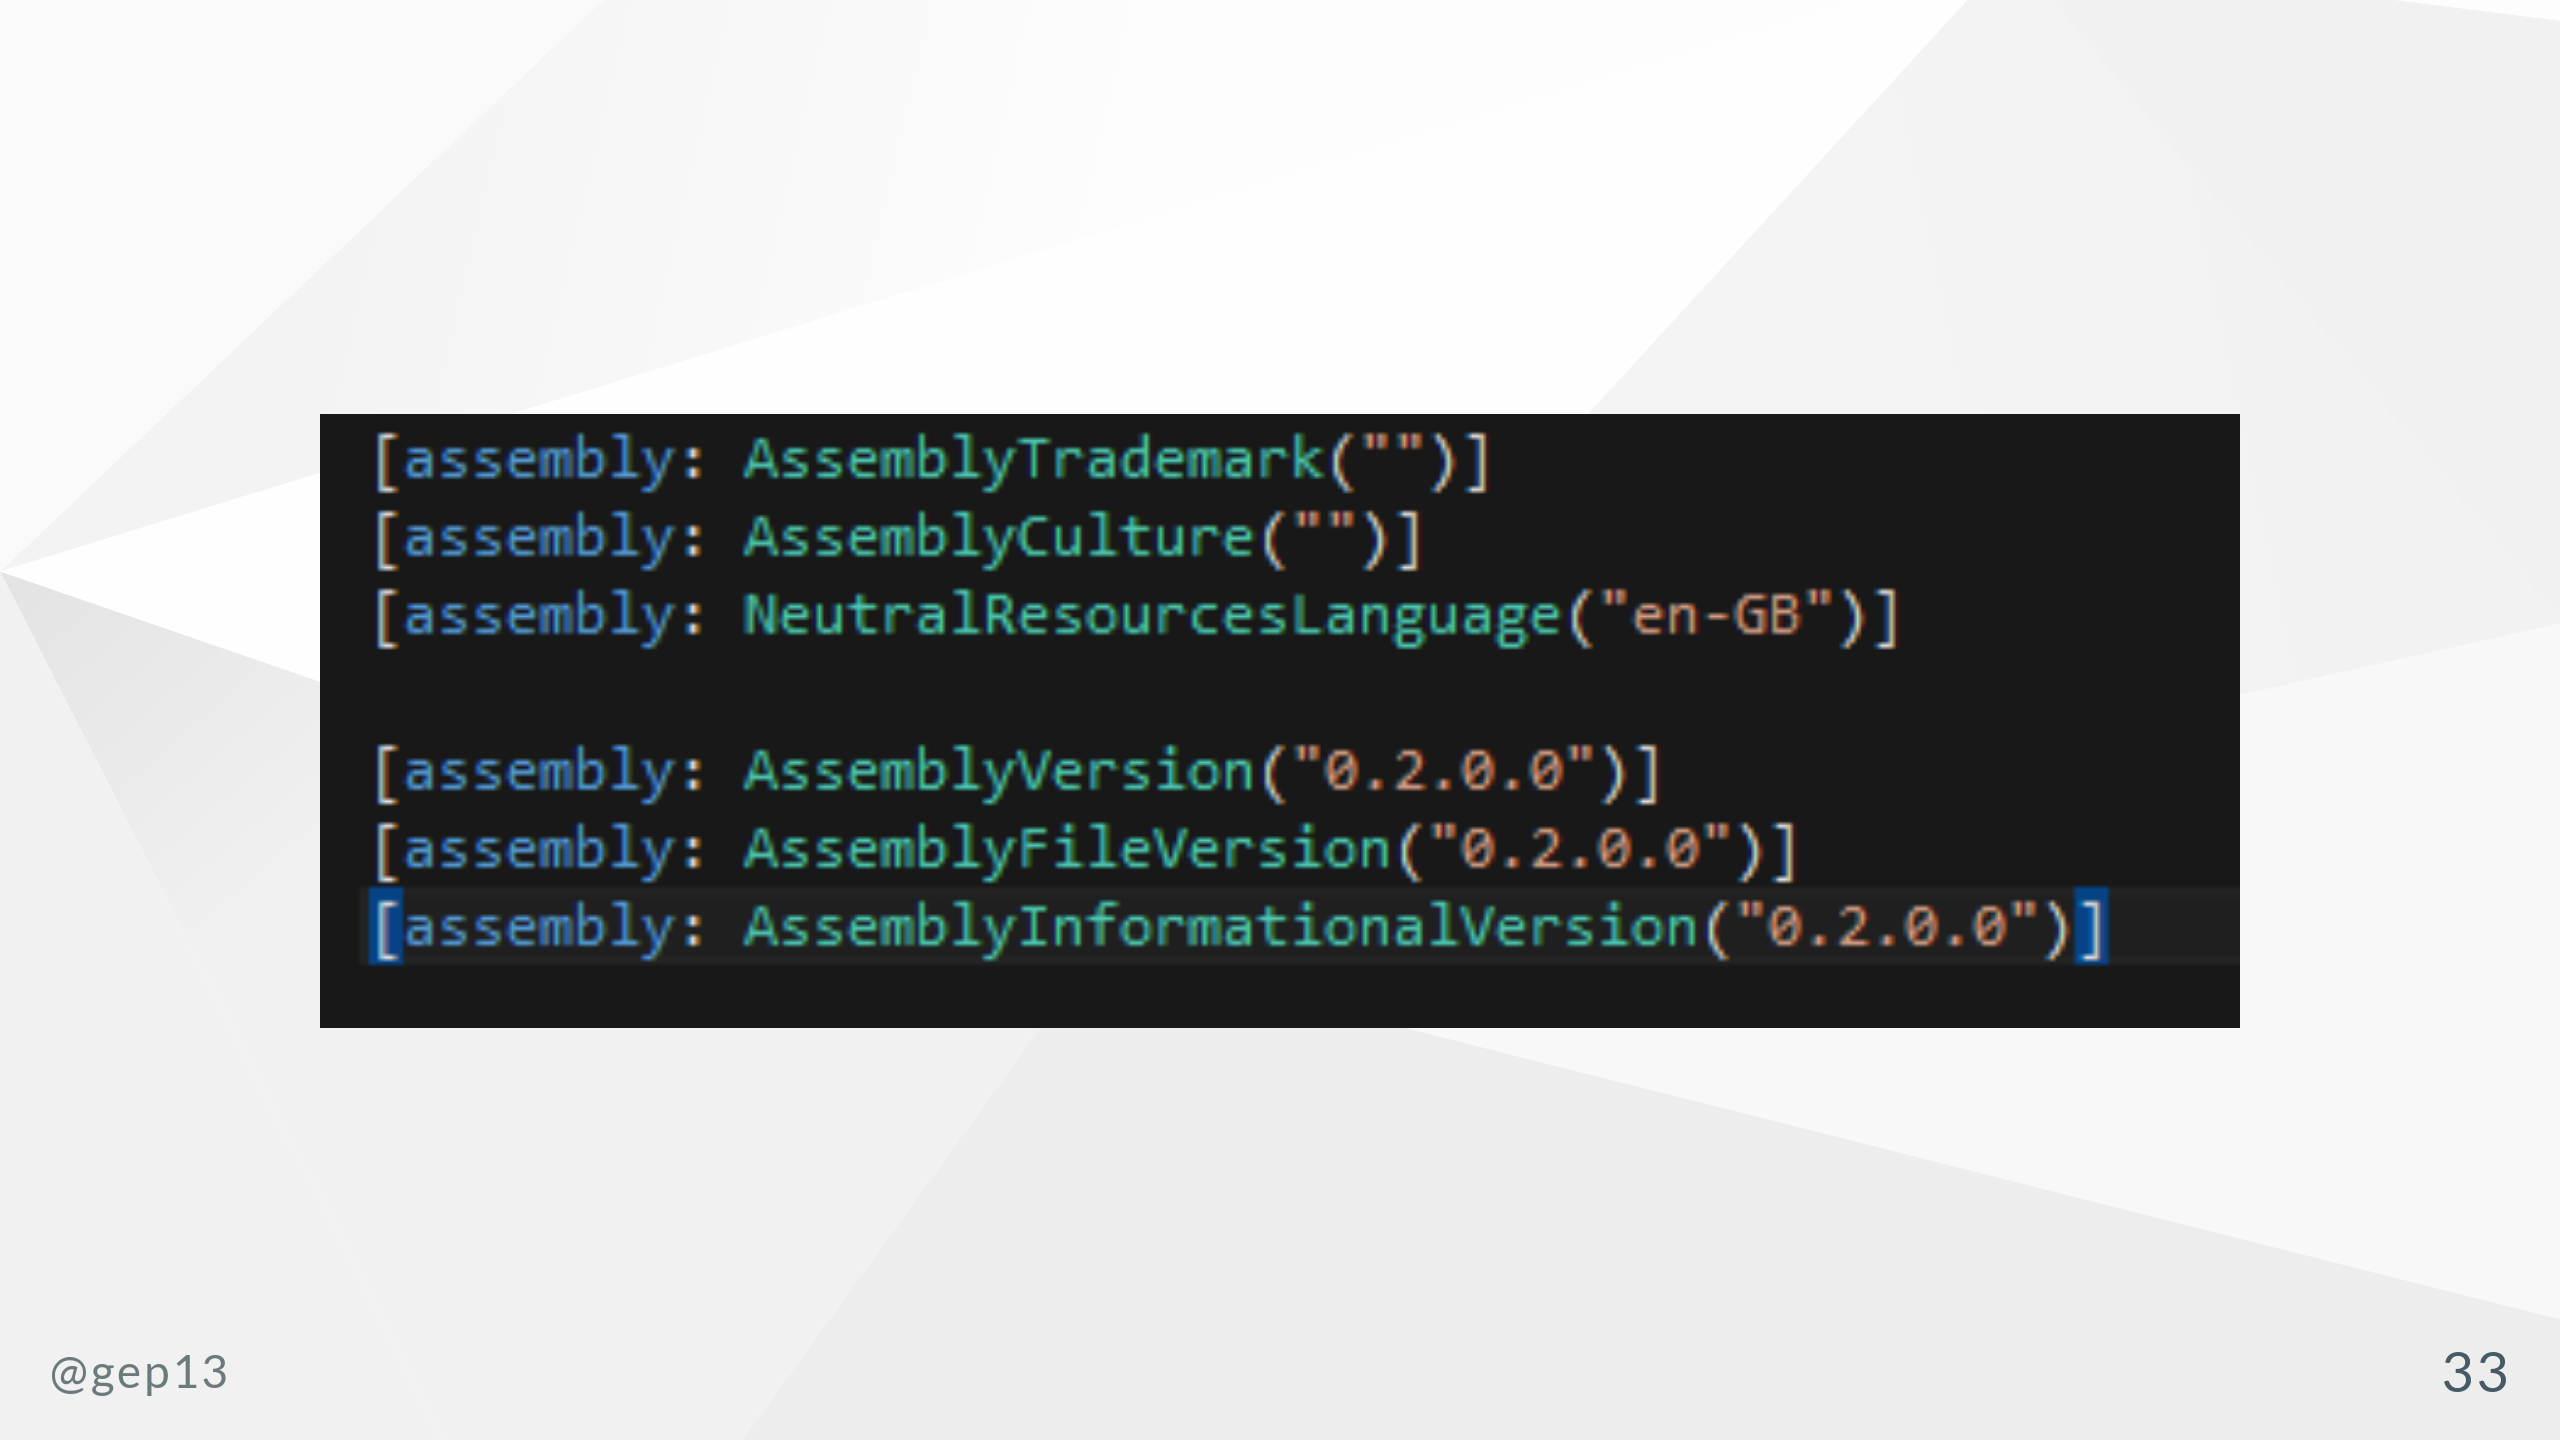 [assembly: AssemblyTrademark("")]
[assembly: AssemblyCulture("")]
[assembly: NeutralResourcesLanguage("en-GB")]
[assembly: AssemblyVersion("0.2.0.0")]
[assembly: AssemblyFileVersion("0.2.0.0")]
[assembly: AssemblyInformationalVersion("0.2.0.0")]
@gep13
33